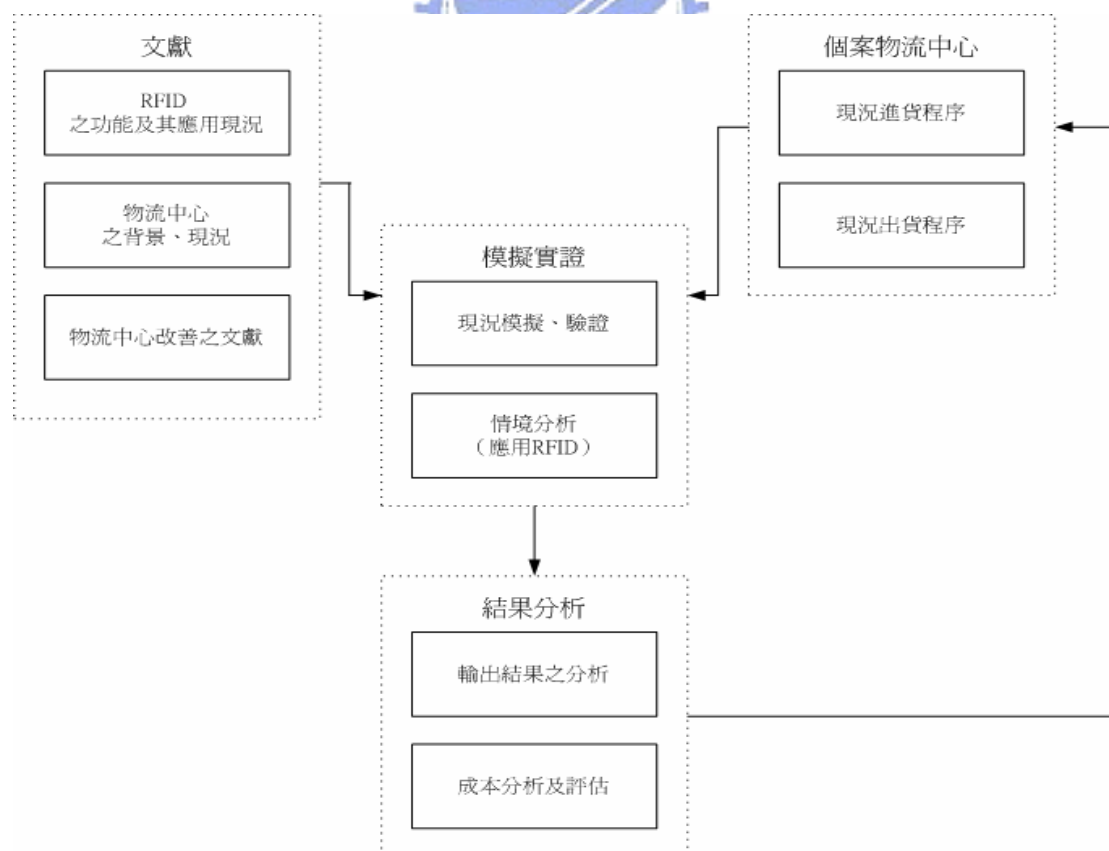 文獻
RFID
之功能及其應用現況
物流中心
之背景、現況
物流中心改善之文獻
個案物流中心
現況進貨程序
現況出貨程序
模擬實證
現況模擬、驗證
情境分析
（應用RFID）
結果分析
輸出結果之分析
成本分析及評估